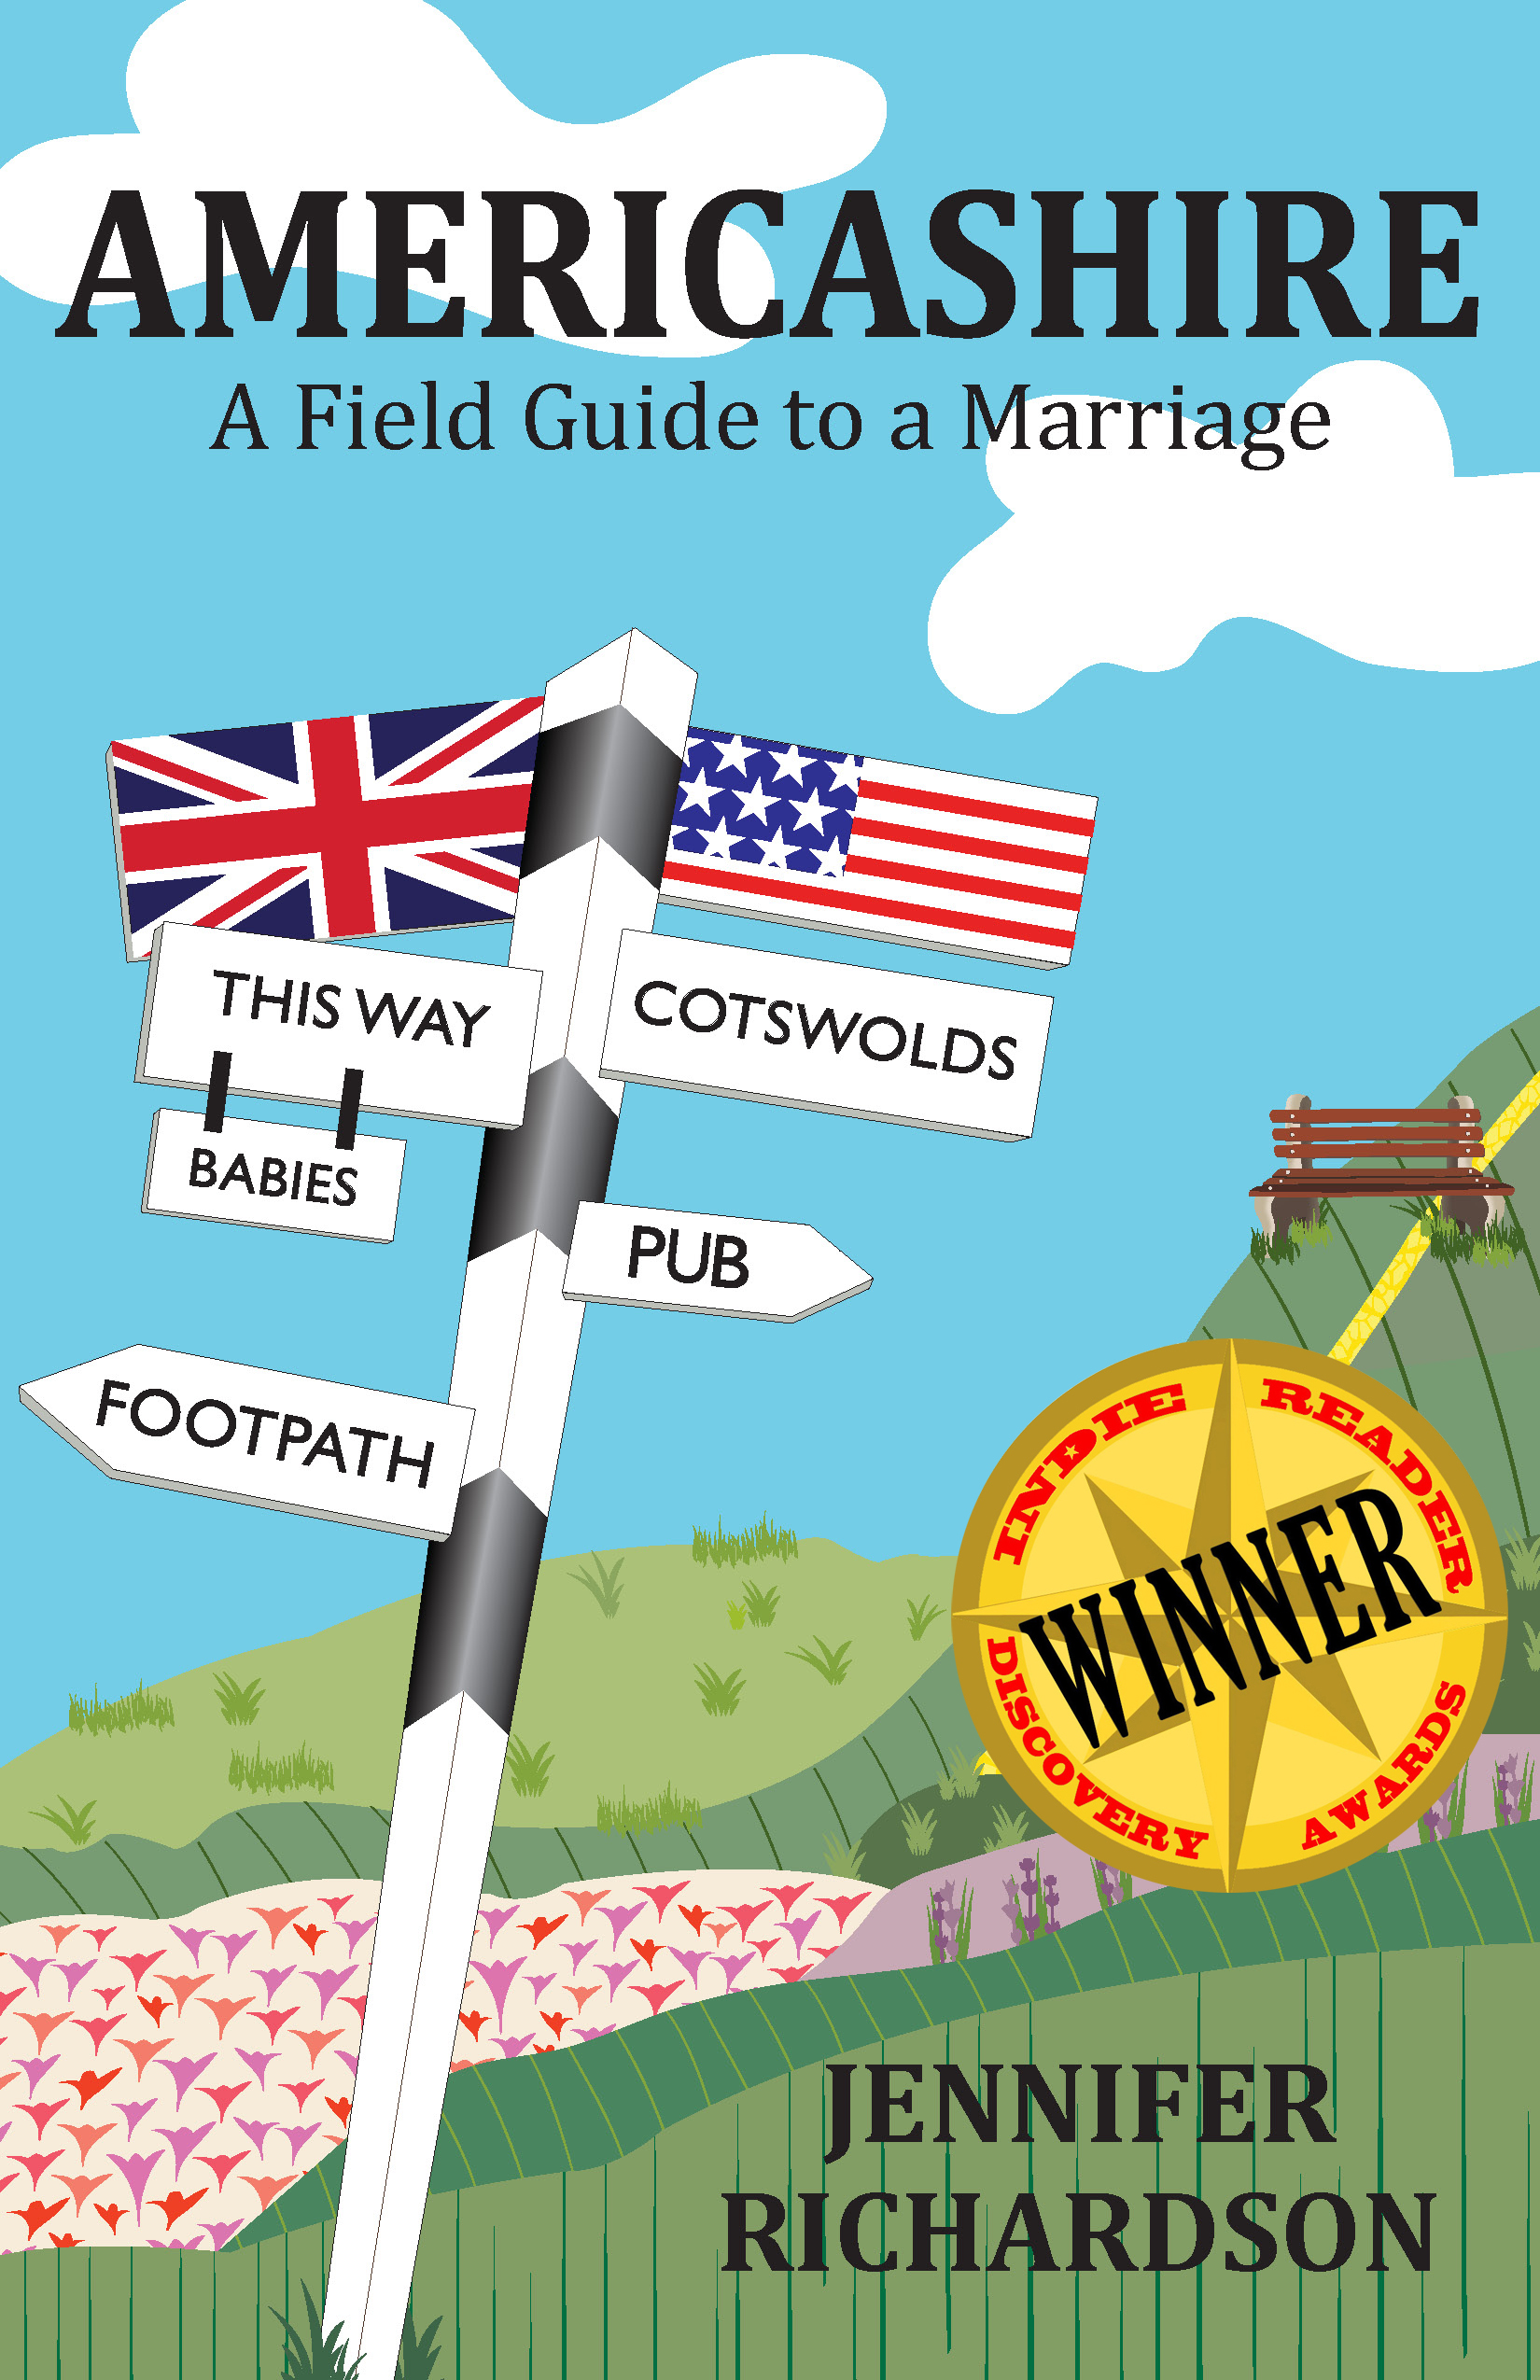 AMERICASHIRE
A Field Guide to a Marriage
THIS WAY
COTSWOLDS
BABIES
PUB
FOOTPATH
INDIE READER
WINNER
DISCOVERY AWARDS
JENNIFER
RICHARDSON